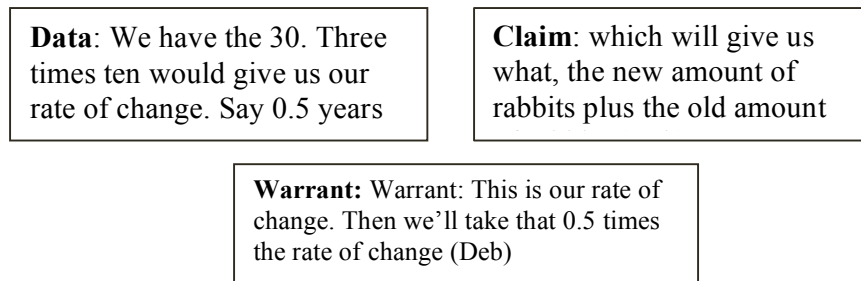 Data: We have the 30. Three
times ten would give us our
rate of change. Say 0.5 years
Claim: which will give us
what, the new amount of
rabbits plus the old amount
Warrant: Warrant: This is our rate of
change. Then we’ll take that 0.5 times
the rate of change (Deb)